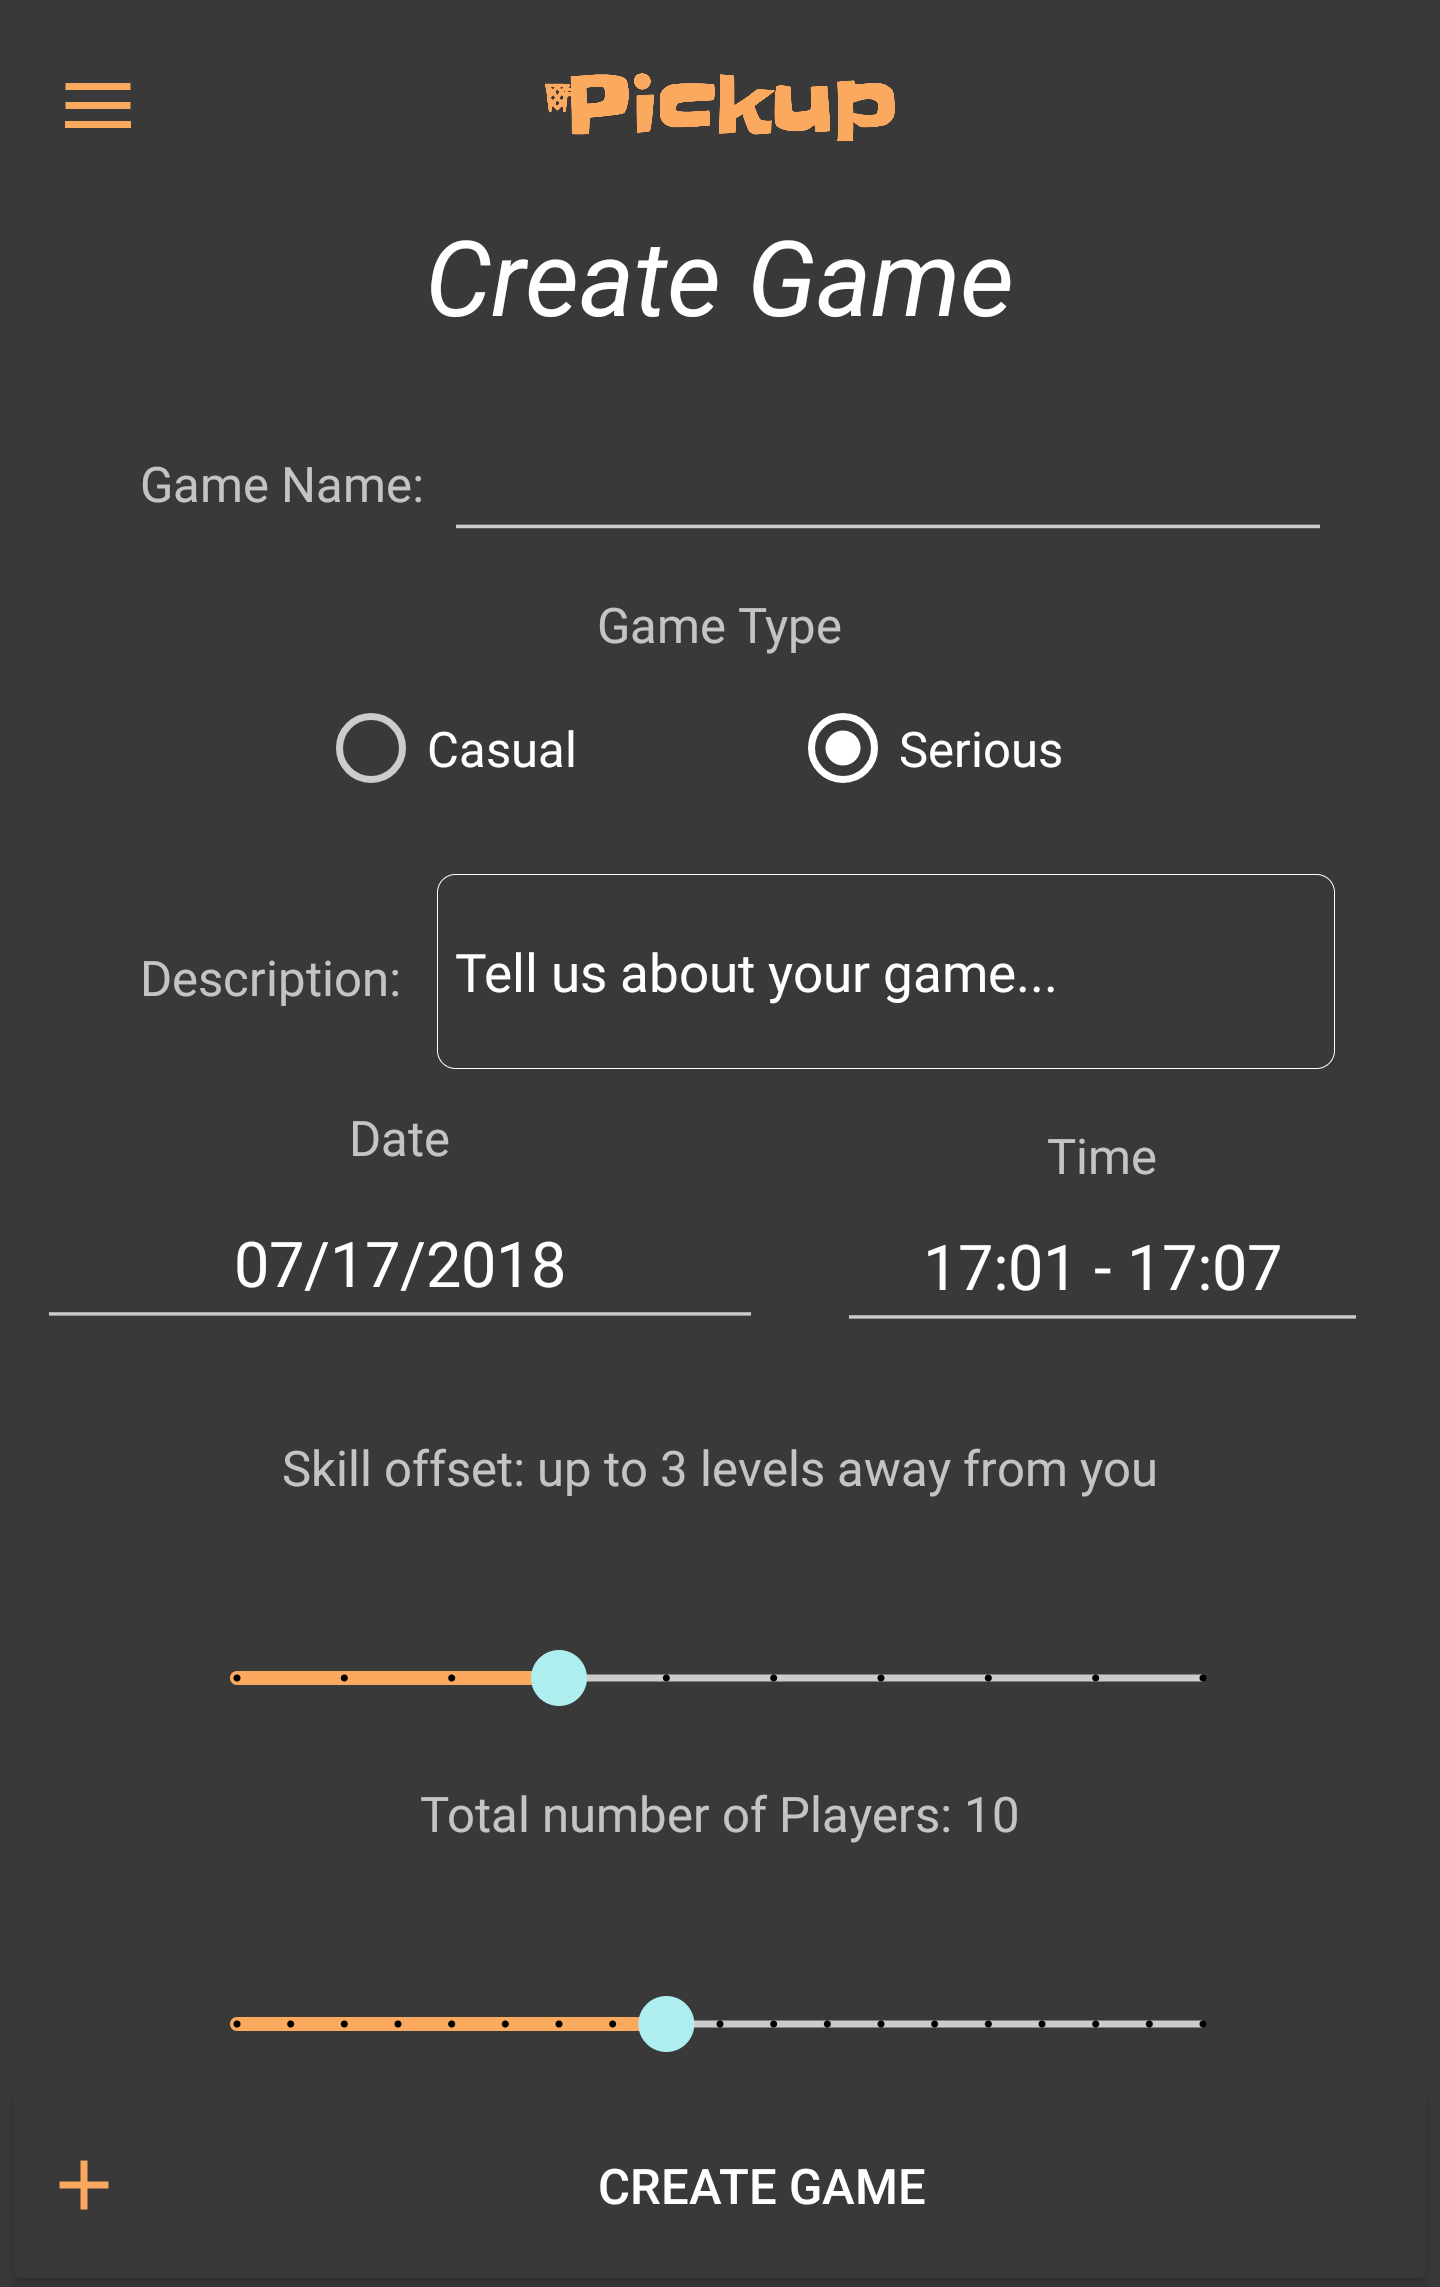 Pickup
Create Game
Game Name:
Game Type
Casual Serious
Description: Tell us about your game...
Date Time
07/17/2018 17:01 - 17:07
Skill offset: up to 3 levels away from you
Total number of Players: 10
CREATE GAME